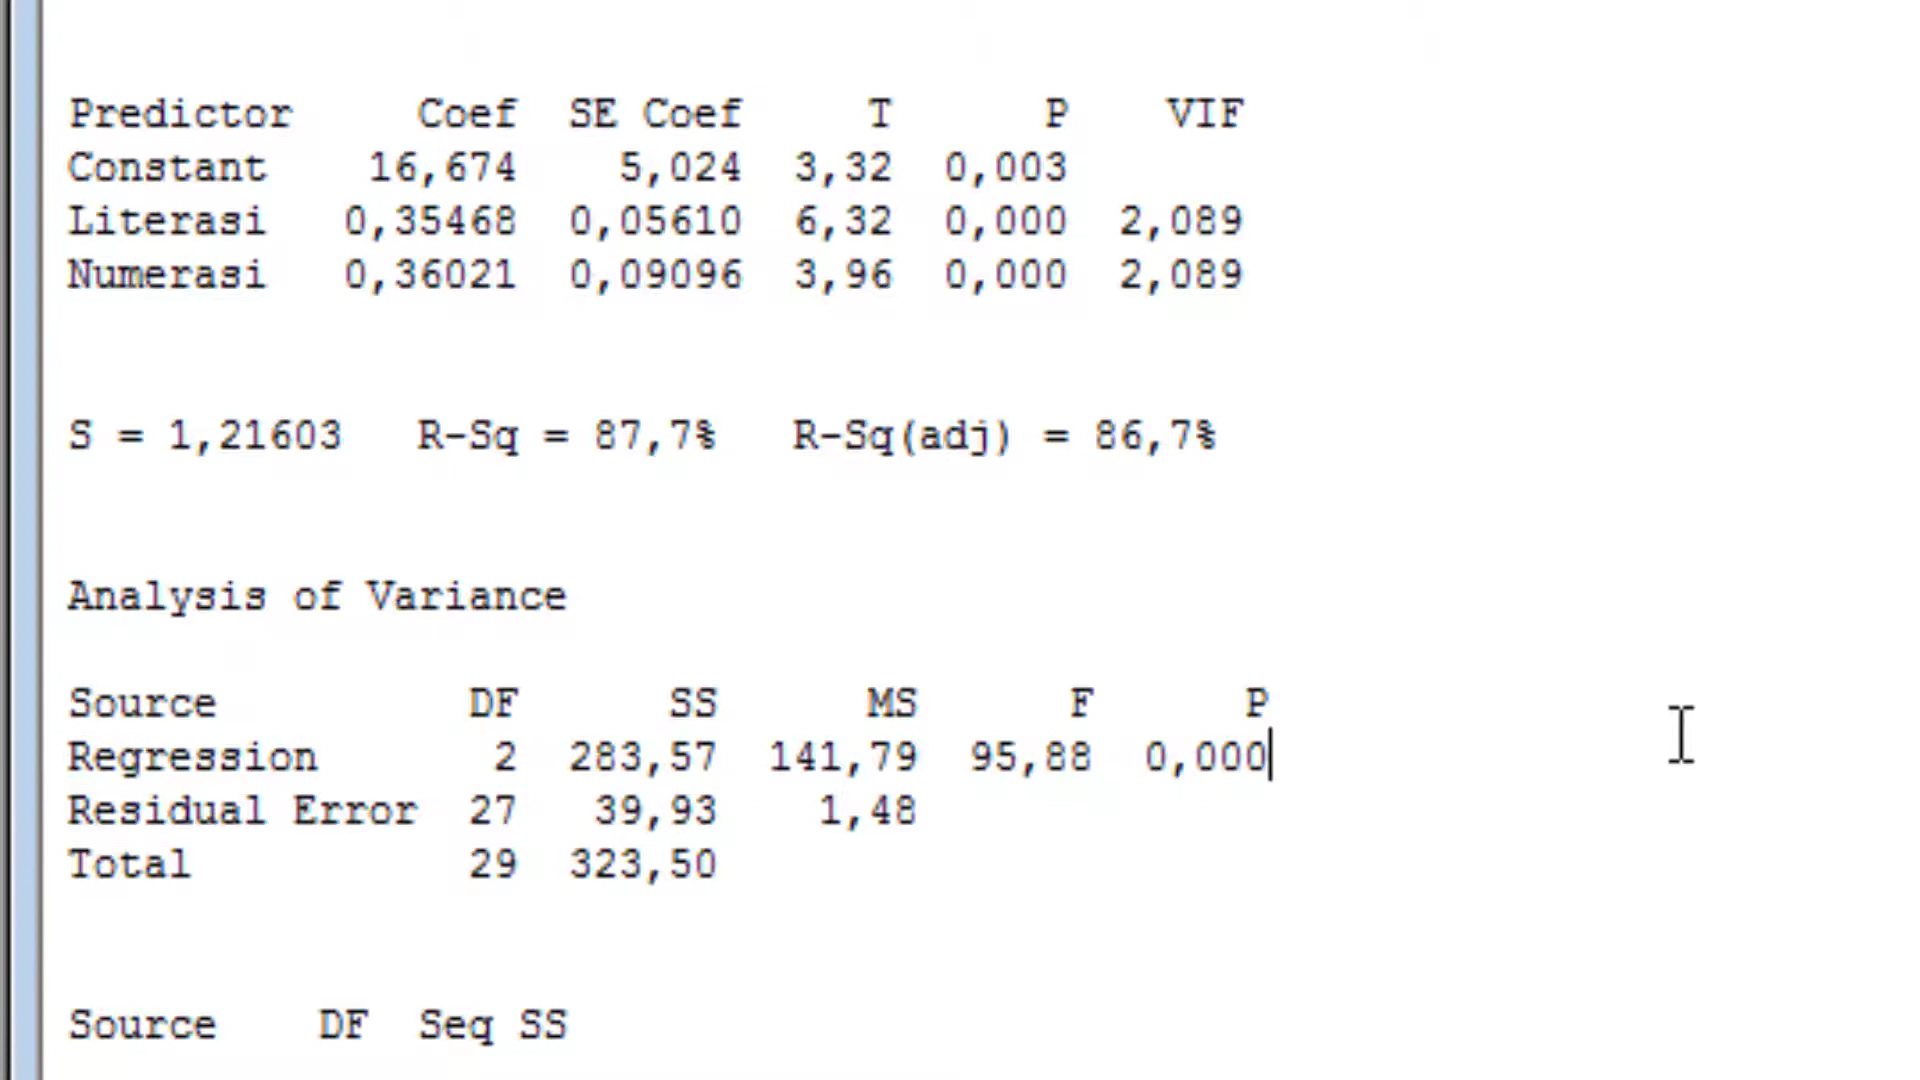 Predictor Coef SE Coef T P VIF
Constant 16,674 5,024 3,32 0,003
Literasi 0,35468 0,05610 6,32 0,000 2,089
Numerasi 0,36021 0,09096 3,96 0,000 2,089
S = 1,21603 R-Sq = 87,7% R-Sq(adj) = 86,7%
Analysis of Variance
Source DF SS MS F P
Regression 2 283,57 141,79 95,88 0,000
Residual Error 27 39,93 1,48
Total 29 323,50
Source DF Seq SS